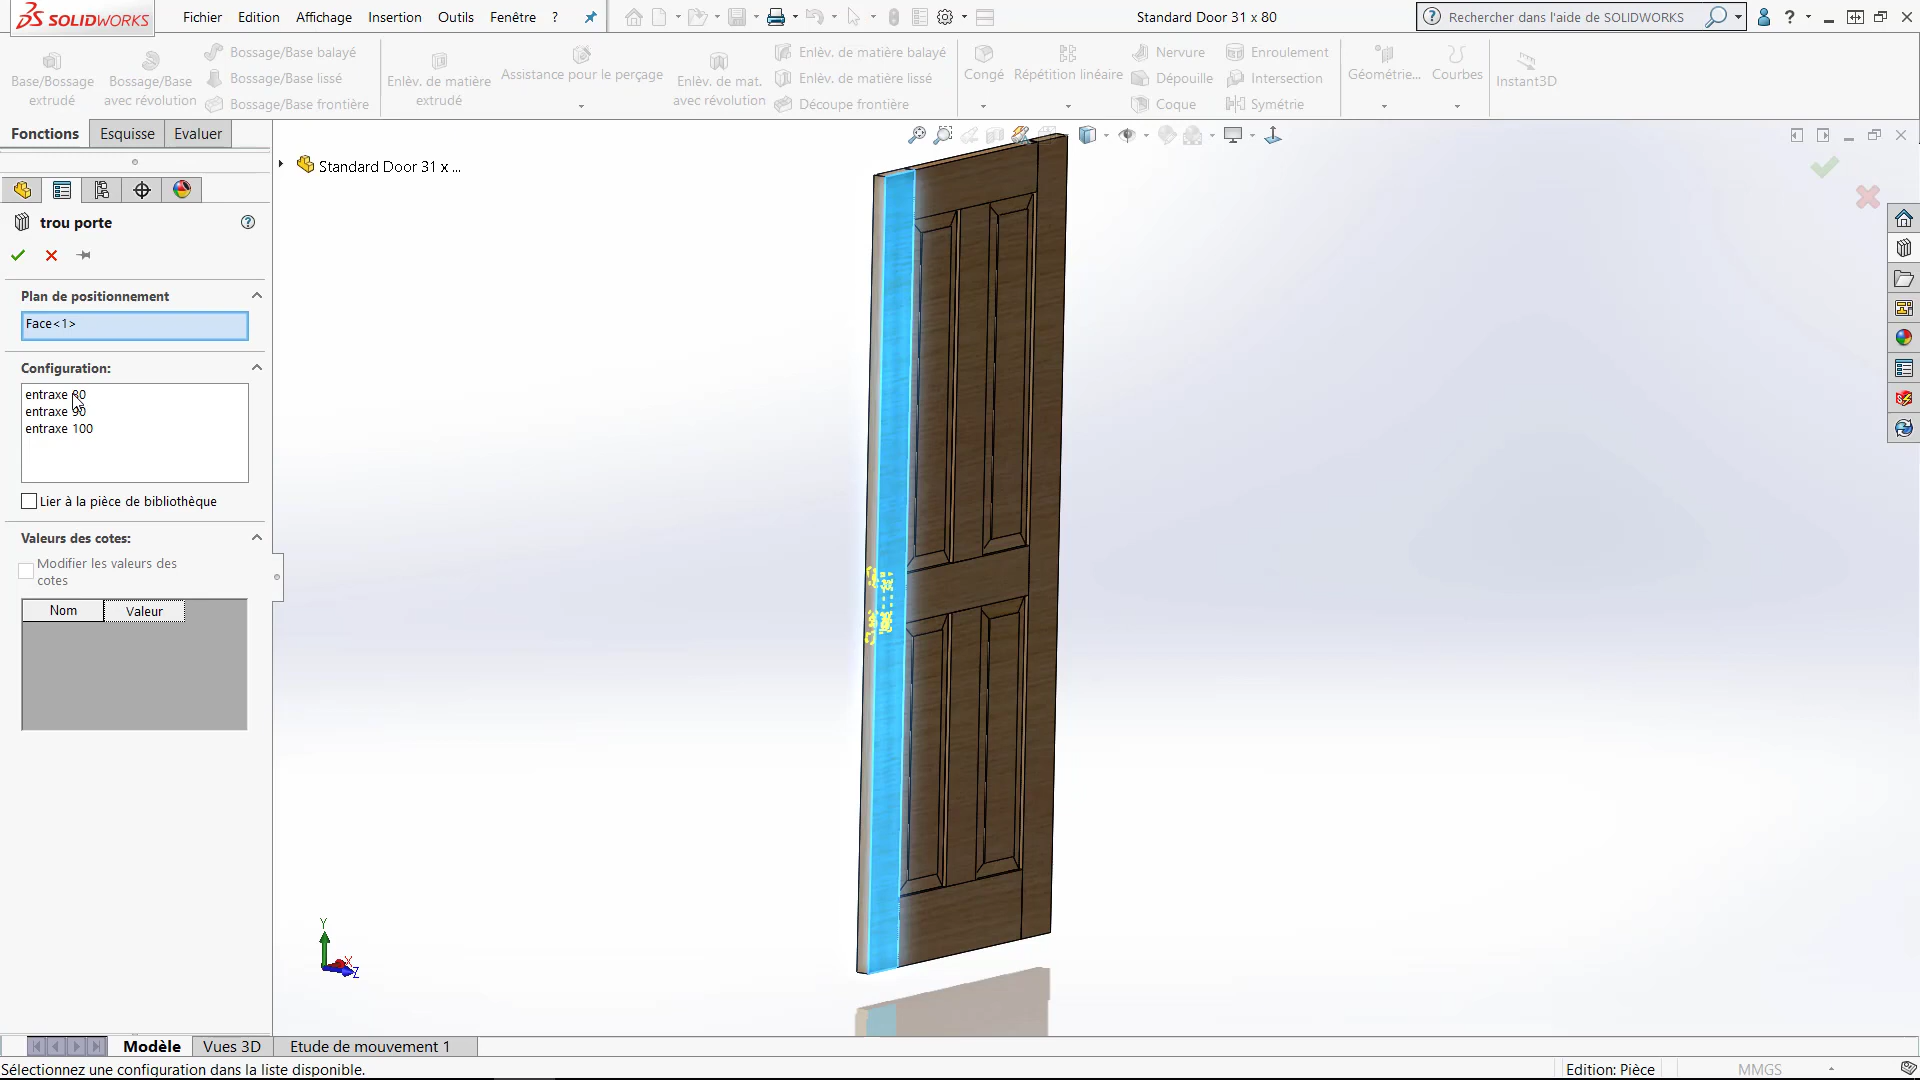 SOLIDWORKS
Fichier Edition Affichage Insertion Outils Fenêtre ?
Standard Door 31 x 80
Rechercher dans l'aide de SOLIDWORKS
Base/Bossage extrudé
Bossage/Base avec révolution
Bossage/Base balayé
Bossage/Base lissé
Bossage/Base frontière
Enlèv. de matière extrudé
Assistance pour le perçage
Enlèv. de mat. avec révolution
Enlèv. de matière balayé
Enlèv. de matière lissé
Découpe frontière
Congé
Répétition linéaire
Nervure
Dépouille
Coque
Enroulement
Intersection
Symétrie
Géométrie...
Courbes
Instant3D
Fonctions Esquisse Evaluer
Standard Door 31 x ...
trou porte
Plan de positionnement
Face<1>
Configuration:
entraxe 80
entraxe 90
entraxe 100
Lier à la pièce de bibliothèque
Valeurs des cotes:
Modifier les valeurs des
cotes
Nom Valeur
Y
X
Z
Modèle Vues 3D Etude de mouvement 1
Sélectionnez une configuration dans la liste disponible.
Edition: Pièce
MMGS